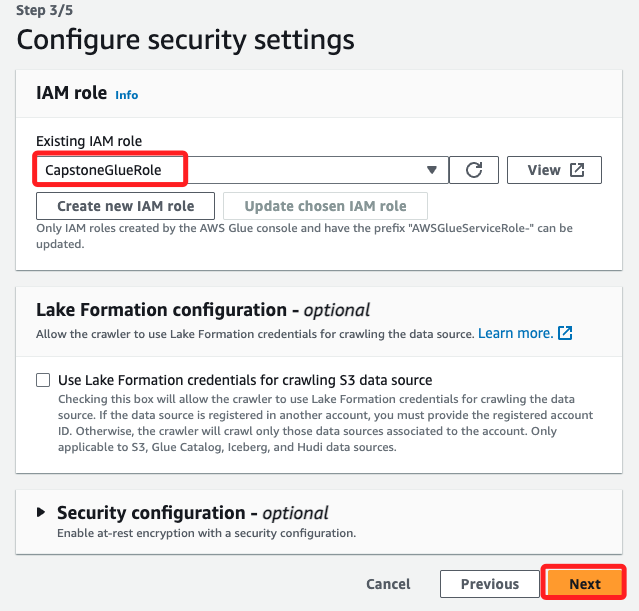 Step 3/5
Configure security settings
IAM role Info
Existing IAM role
CapstoneGlueRole
View
Create new IAM role
Update chosen IAM role
Only IAM roles created by the AWS Glue console and have the prefix "AWSGlueServiceRole-" can be
updated.
Lake Formation configuration - optional
Allow the crawler to use Lake Formation credentials for crawling the data source. Learn more.
Use Lake Formation credentials for crawling S3 data source
Checking this box will allow the crawler to use Lake Formation credentials for crawling the data
source. If the data source is registered in another account, you must provide the registered account
ID. Otherwise, the crawler will crawl only those data sources associated to the account. Only
applicable to S3, Glue Catalog, Iceberg, and Hudi data sources.
Security configuration - optional
Enable at-rest encryption with a security configuration.
Cancel
Previous
Next